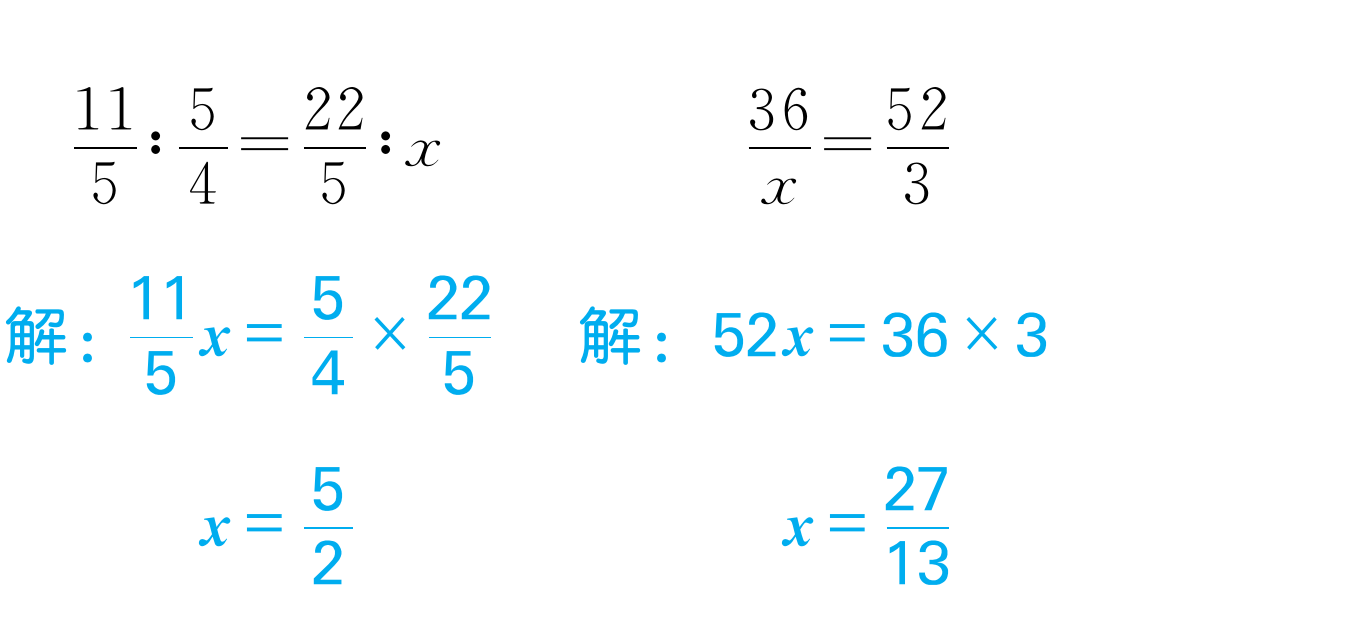 11/5 : 5/4 = 22/5 : x
36/x = 52/3
解：11/5 x = 5/4 × 22/5
解：52x = 36 × 3
x = 5/2
x = 27/13